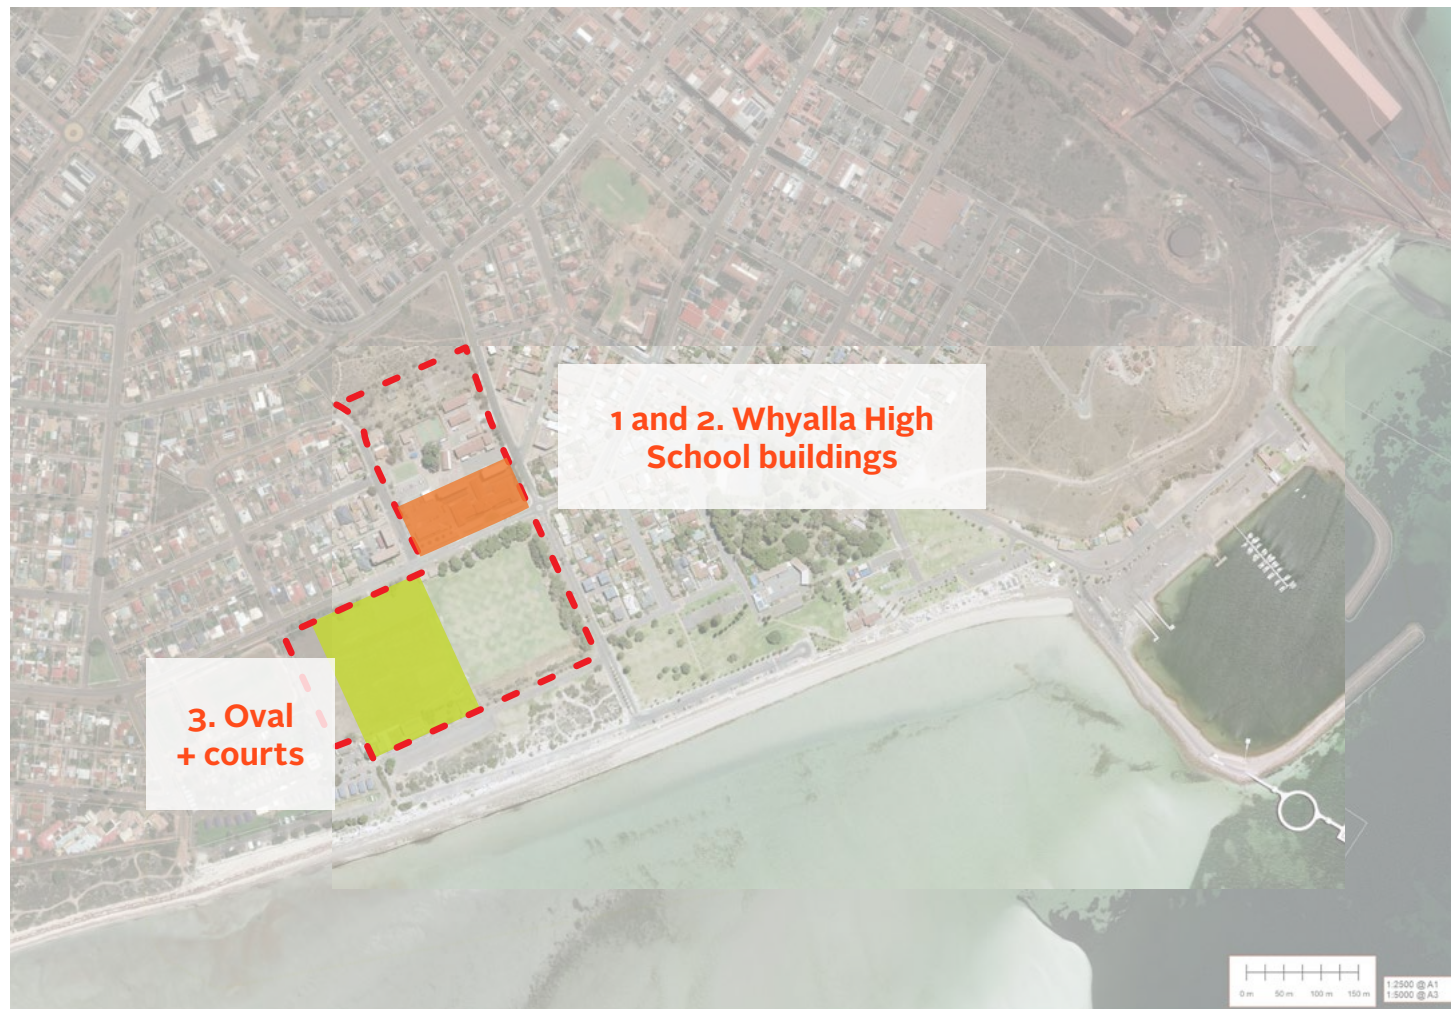 1 and 2. Whyalla High
School buildings
3. Oval
+ courts
0 m 50 m 100 m 150 m
1:2500 @ A1
1:5000 @ A3